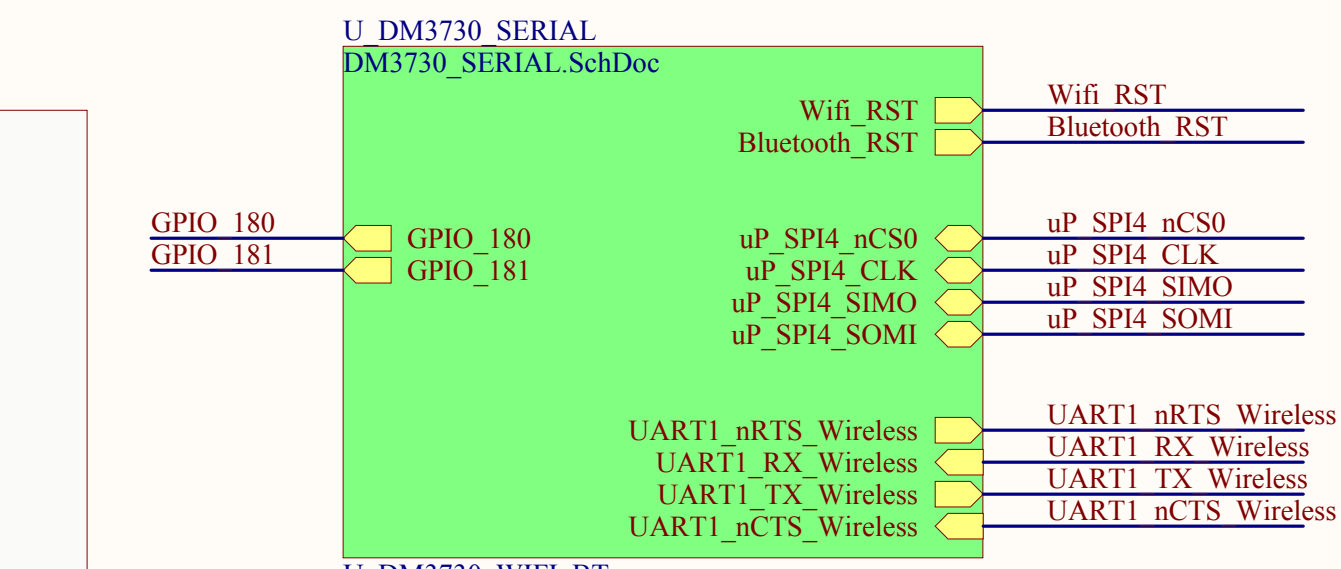 U_DM3730_SERIAL
DM3730_SERIAL.SchDoc
Wifi_RST
Wifi_RST
Bluetooth_RST
Bluetooth_RST
GPIO_180
GPIO_180
uP_SPI4_nCS0
uP_SPI4_nCS0
GPIO_181
GPIO_181
uP_SPI4_CLK
uP_SPI4_CLK
uP_SPI4_SIMO
uP_SPI4_SIMO
uP_SPI4_SOMI
uP_SPI4_SOMI
UART1_nRTS_Wireless
UART1_nRTS_Wireless
UART1_RX_Wireless
UART1_RX_Wireless
UART1_TX_Wireless
UART1_TX_Wireless
UART1_nCTS_Wireless
UART1_nCTS_Wireless